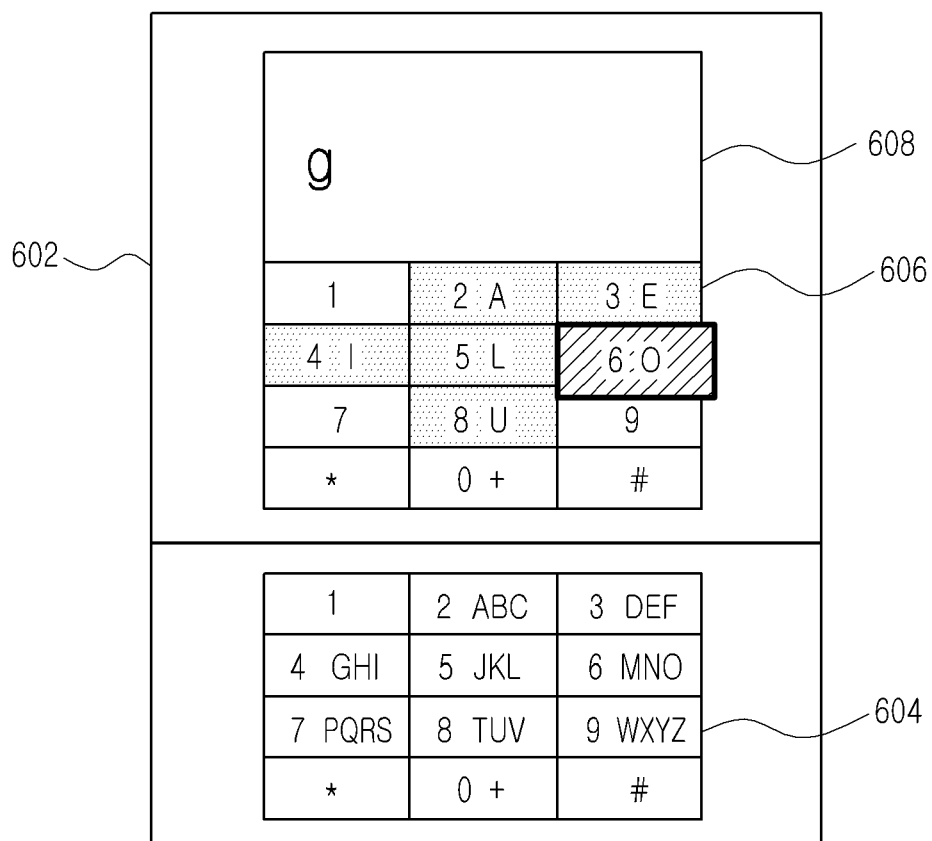 g
608
602
606
1
2 A
3 E
4 I
5 L
6 O
7
8 U
9
*
0 +
#
1
2 ABC
3 DEF
4 GHI
5 JKL
6 MNO
7 PQRS
8 TUV
9 WXYZ
604
*
0 +
#